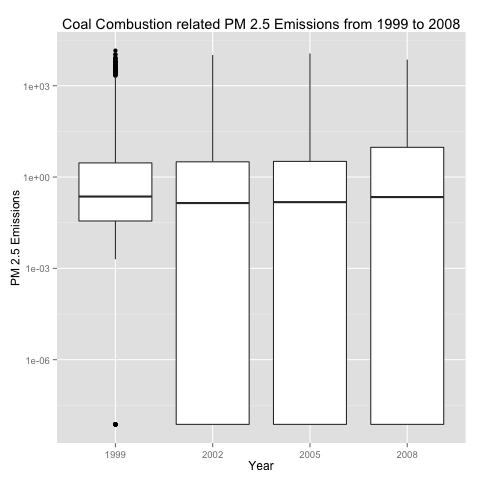 Coal Combustion related PM 2.5 Emissions from 1999 to 2008
PM 2.5 Emissions
1e+03
1e+00
1e-03
1e-06
1999 2002 2005 2008
Year